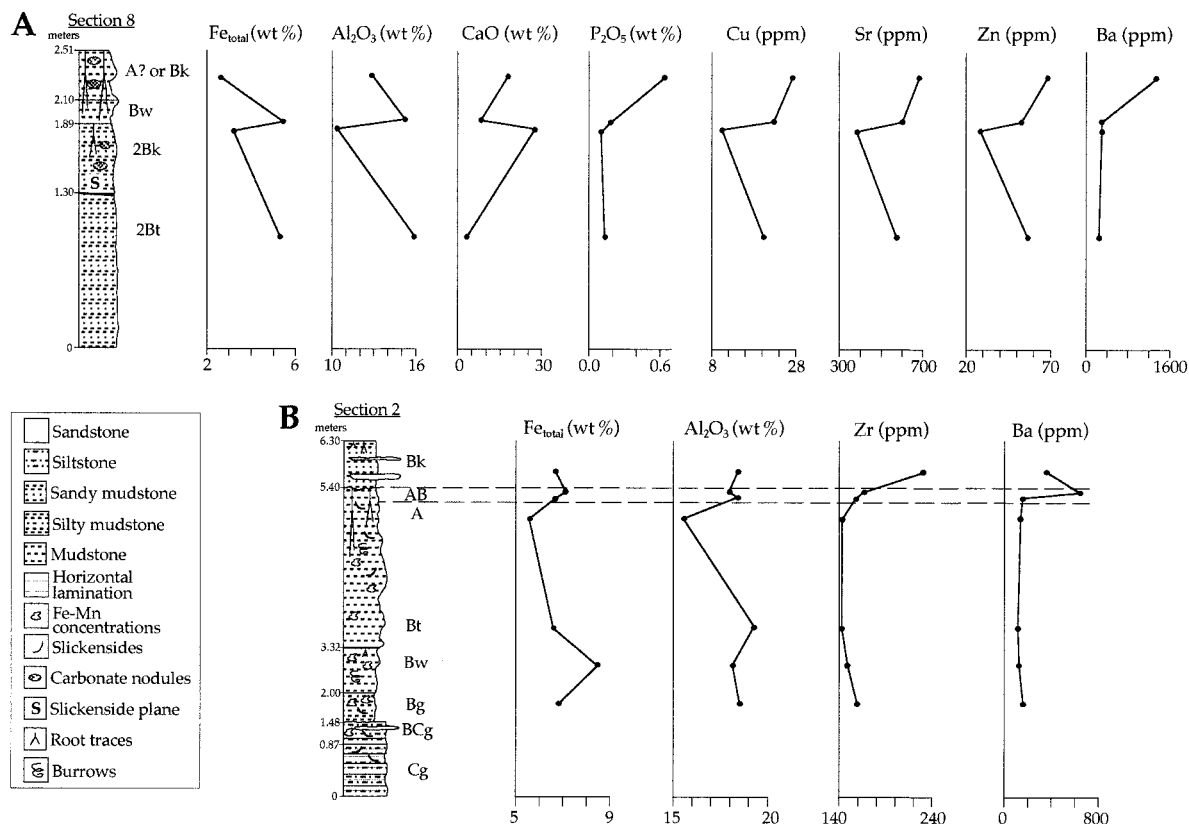 A
Section 8
meters
Fetotal (wt %)
Al2O3 (wt %)
CaO (wt %)
P2O5 (wt %)
Cu (ppm)
Sr (ppm)
Zn (ppm)
Ba (ppm)
2.51
A? or Bk
2.10
Bw
1.89
2Bk
S
1.30
2Bt
0
2 6
10 16
0 30
0.0 0.6
8 28
300 700
20 70
0 1600
Sandstone
Siltstone
Sandy mudstone
Silty mudstone
Mudstone
Horizontal
lamination
Fe-Mn
concentrations
Slickensides
Carbonate nodules
S Slickenside plane
Root traces
Burrows
B
Section 2
meters
Fetotal (wt %)
Al2O3 (wt %)
Zr (ppm)
Ba (ppm)
6.30
Bk
5.40
AB
A
Bt
3.32
Bw
2.00
Bg
1.48
BCg
0.87
Cg
0
5 7 9
15 20
140 240
0 800